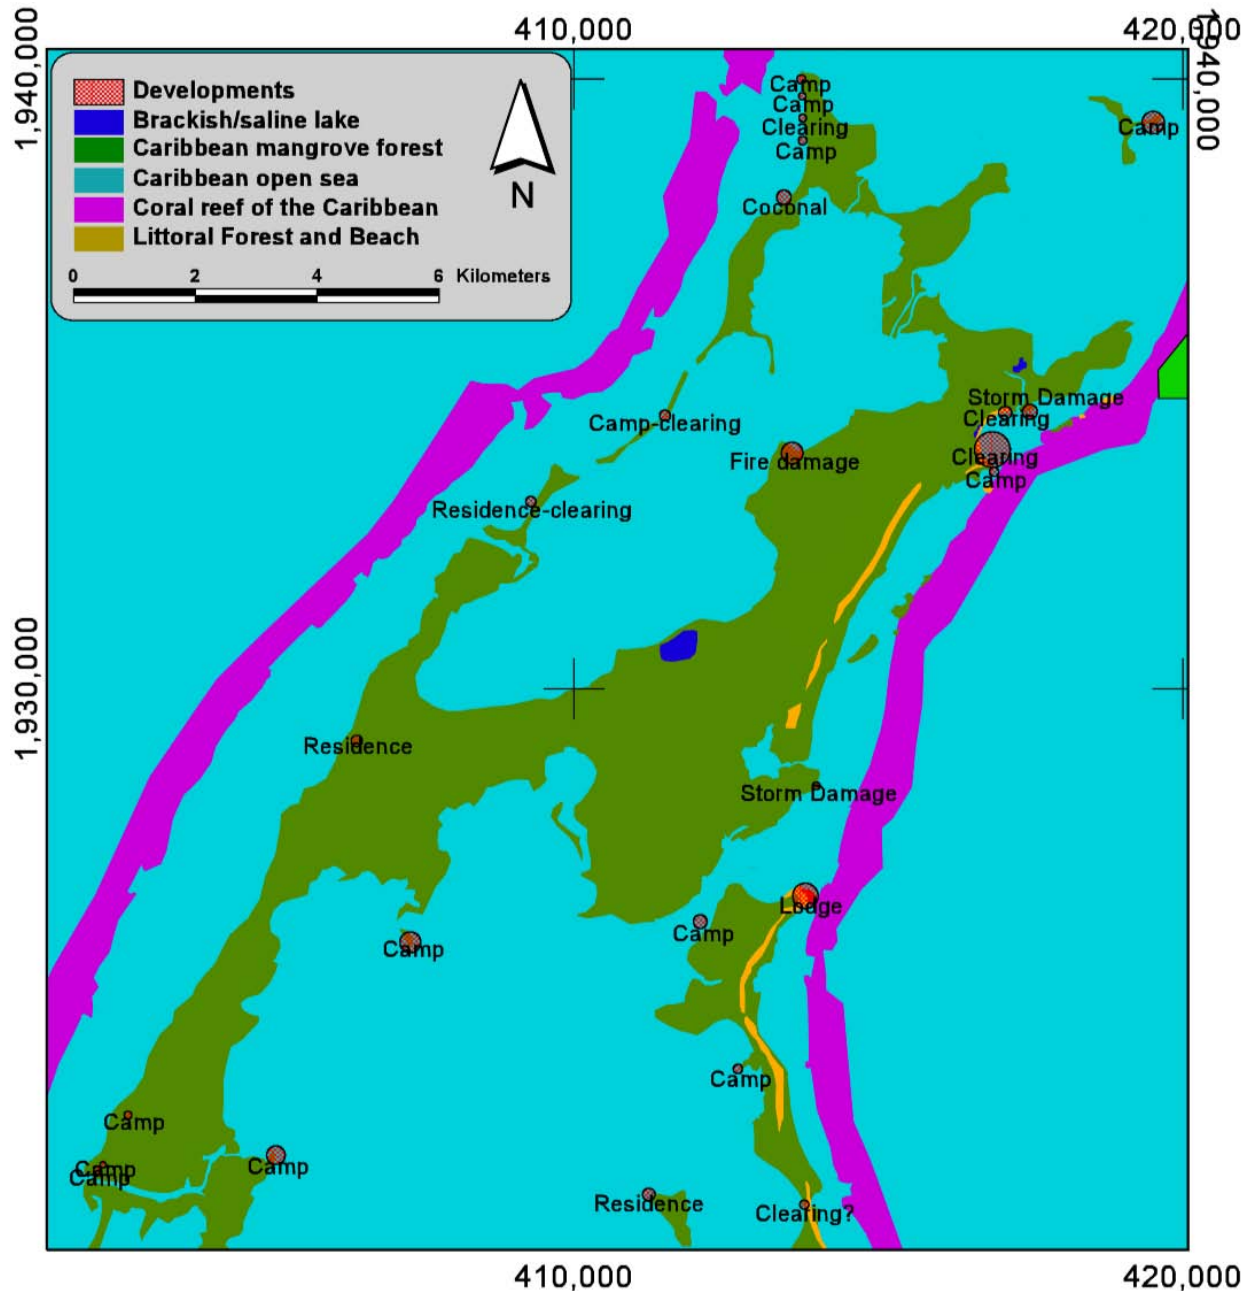 410,000
420,000
1,940,000
1,940,000
Developments
Brackish/saline lake
Caribbean mangrove forest
Caribbean open sea
Coral reef of the Caribbean
Littoral Forest and Beach
N
0 2 4 6 Kilometers
Camp
Camp
Clearing
Camp
Camp
Coconal
Storm Damage
Clearing
Camp-clearing
Clearing
Fire damage
Camp
Residence-clearing
1,930,000
Residence
Storm Damage
Lodge
Camp
Camp
Camp
Camp
Camp
Camp
Camp
Residence
Clearing?
410,000
420,000